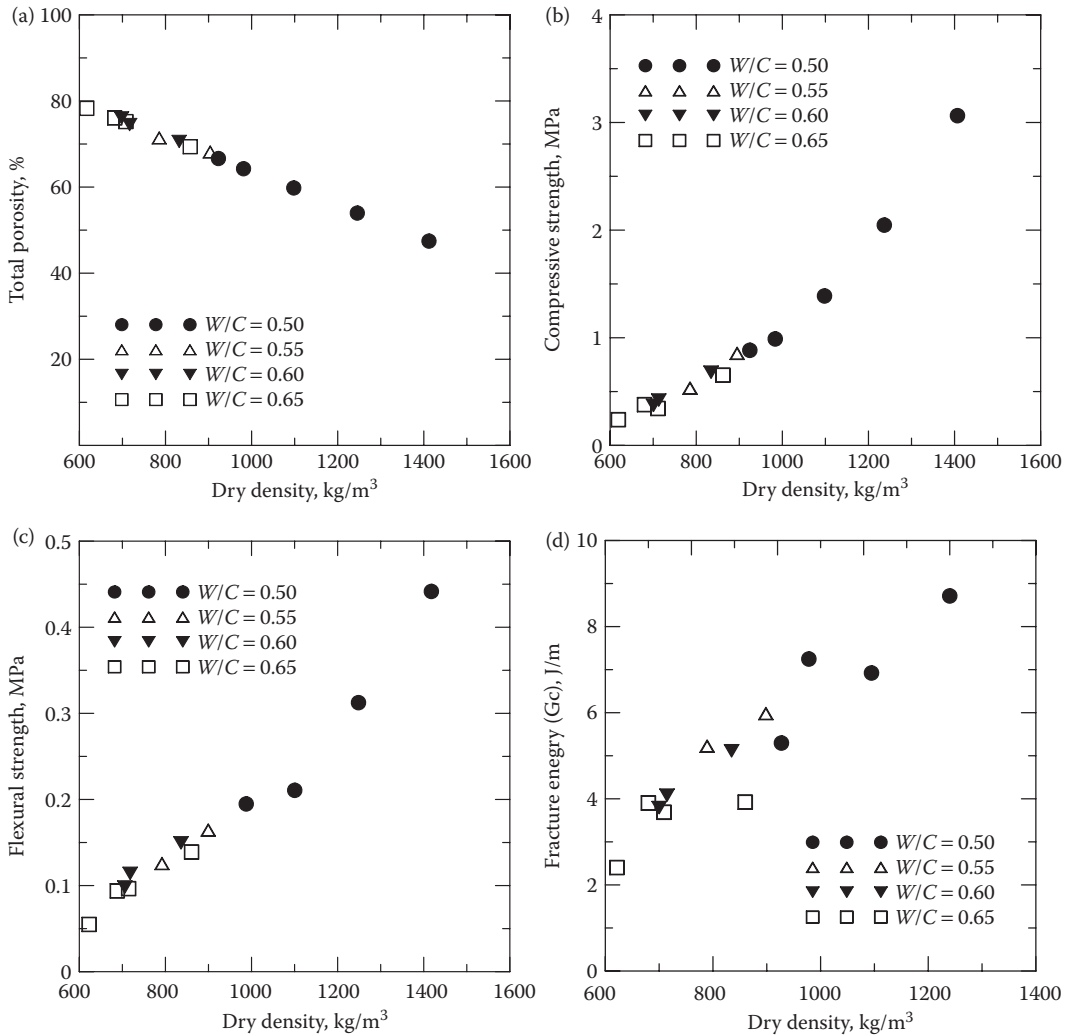 (a)
100
80
60
40
20
Total porosity, %
W/C = 0.50
W/C = 0.55
W/C = 0.60
W/C = 0.65
600 800 1000 1200 1400 1600
Dry density, kg/m³
(b)
4
3
2
1
0
Compressive strength, MPa
W/C = 0.50
W/C = 0.55
W/C = 0.60
W/C = 0.65
600 800 1000 1200 1400 1600
Dry density, kg/m³
(c)
0.5
0.4
0.3
0.2
0.1
0
Flexural strength, MPa
W/C = 0.50
W/C = 0.55
W/C = 0.60
W/C = 0.65
600 800 1000 1200 1400 1600
Dry density, kg/m³
(d)
10
8
6
4
2
0
Fracture enegry (Gc), J/m
W/C = 0.50
W/C = 0.55
W/C = 0.60
W/C = 0.65
600 800 1000 1200 1400
Dry density, kg/m³